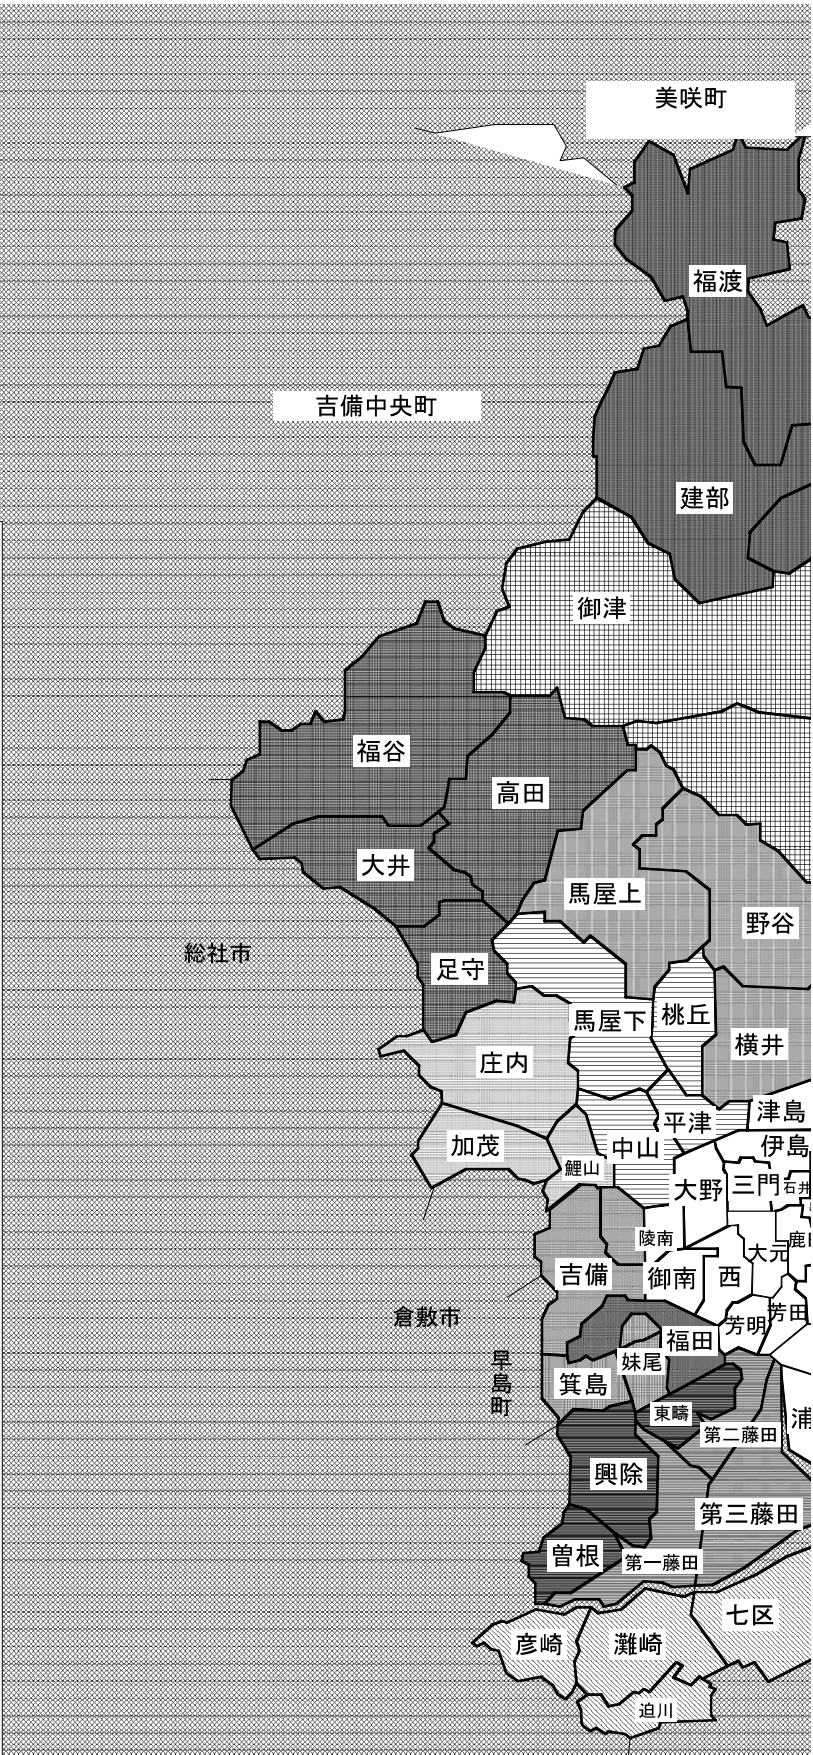 美咲町
福渡
吉備中央町
建部
御津
福谷
高田
大井
馬屋上
野谷
総社市
足守
馬屋下
桃丘
横井
庄内
津島
平津
加茂
中山
伊島
鯉山
大野
三門
石井
陵南
大元
吉備
御南
西
倉敷市
芳明
芳田
福田
早島町
妹尾
箕島
東疇
第二藤田
興除
第三藤田
曽根
第一藤田
七区
彦崎
灘崎
迫川